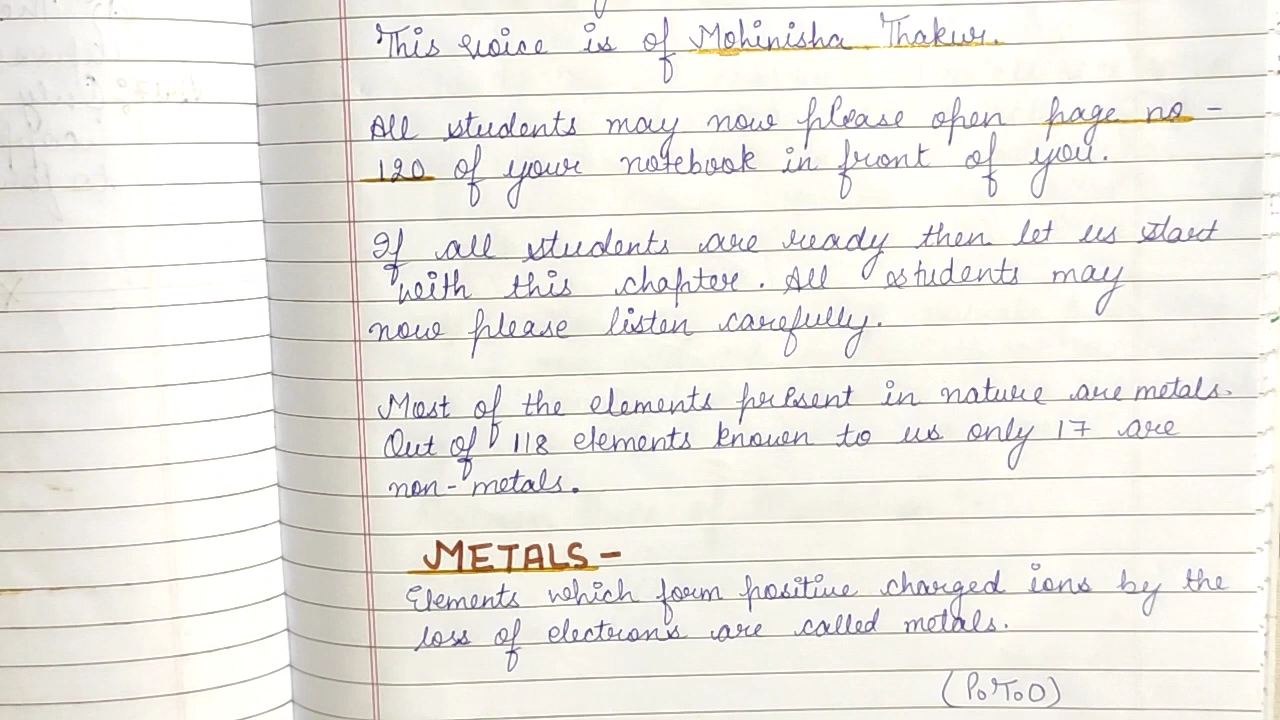 This voice is of Mohinisha Thakur.
All students may now please open page no -
120 of your notebook in front of you.
If all students are ready then let us start
with this chapter. All students may
now please listen carefully.
Most of the elements present in nature are metals.
Out of 118 elements known to us only 17 are
non-metals.
METALS -
Elements which form positive charged ions by the
loss of electrons are called metals.
(P.T.O)